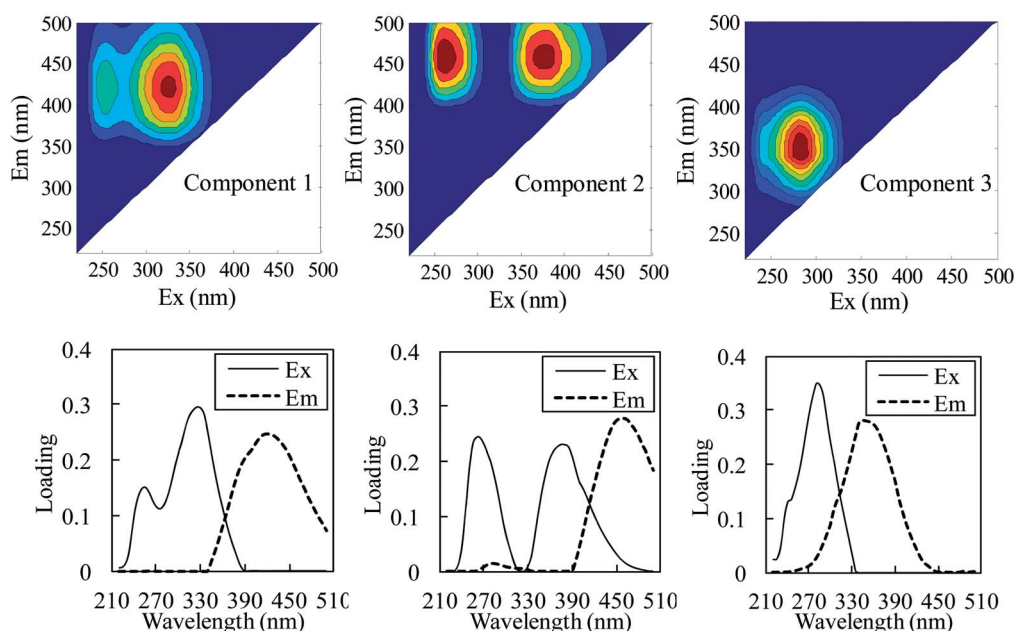 500
450
400
350
300
250
Em (nm)
Component 1
250 300 350 400 450 500
Ex (nm)
500
450
400
350
300
250
Em (nm)
Component 2
250 300 350 400 450 500
Ex (nm)
500
450
400
350
300
250
200
Em (nm)
Component 3
250 300 350 400 450 500
Ex (nm)
0.4
0.3
0.2
0.1
0
Loading
Ex
Em
210 270 330 390 450 510
Wavelength (nm)
0.4
0.3
0.2
0.1
0
Loading
Ex
Em
210 270 330 390 450 510
Wavelength (nm)
0.4
0.3
0.2
0.1
0
Loading
Ex
Em
210 270 330 390 450 510
Wavelength (nm)